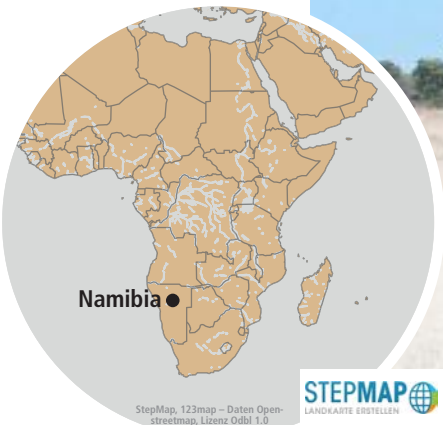 Namibia
StepMap, 123map – Daten Open-
streetmap, Lizenz Odbl 1.0
STEPMAP
LANDKARTE ERSTELLEN